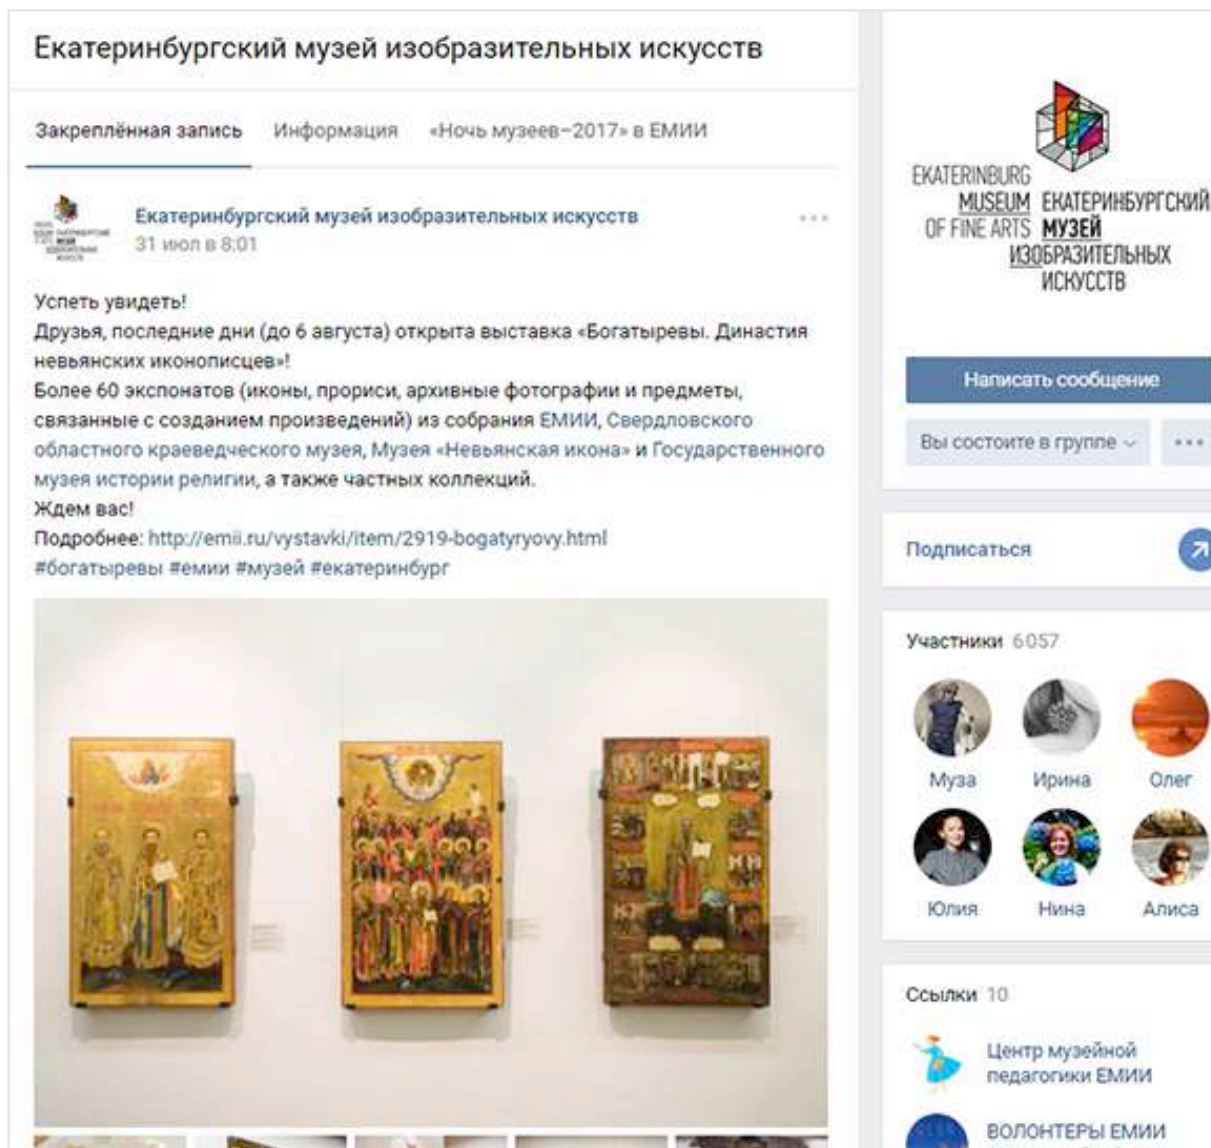 Екатеринбургский музей изобразительных искусств
Закреплённая запись Информация «Ночь музеев–2017» в ЕМИИ
Екатеринбургский музей изобразительных искусств
31 июл в 8:01
Успеть увидеть!
Друзья, последние дни (до 6 августа) открыта выставка «Богатыревы. Династия
невьянских иконописцев»!
Более 60 экспонатов (иконы, прориси, архивные фотографии и предметы,
связанные с созданием произведений) из собрания ЕМИИ, Свердловского
областного краеведческого музея, Музея «Невьянская икона» и Государственного
музея истории религии, а также частных коллекций.
Ждем вас!
Подробнее: http://emii.ru/vystavki/item/2919-bogatyryovy.html
#богатыревы #емии #музей #екатеринбург
EKATERINBURG
MUSEUM ЕКАТЕРИНБУРГСКИЙ
OF FINE ARTS МУЗЕЙ
ИЗОБРАЗИТЕЛЬНЫХ
ИСКУССТВ
Написать сообщение
Вы состоите в группе
Подписаться
Участники 6057
Муза Ирина Олег
Юлия Нина Алиса
Ссылки 10
Центр музейной
педагогики ЕМИИ
ВОЛОНТЕРЫ ЕМИИ